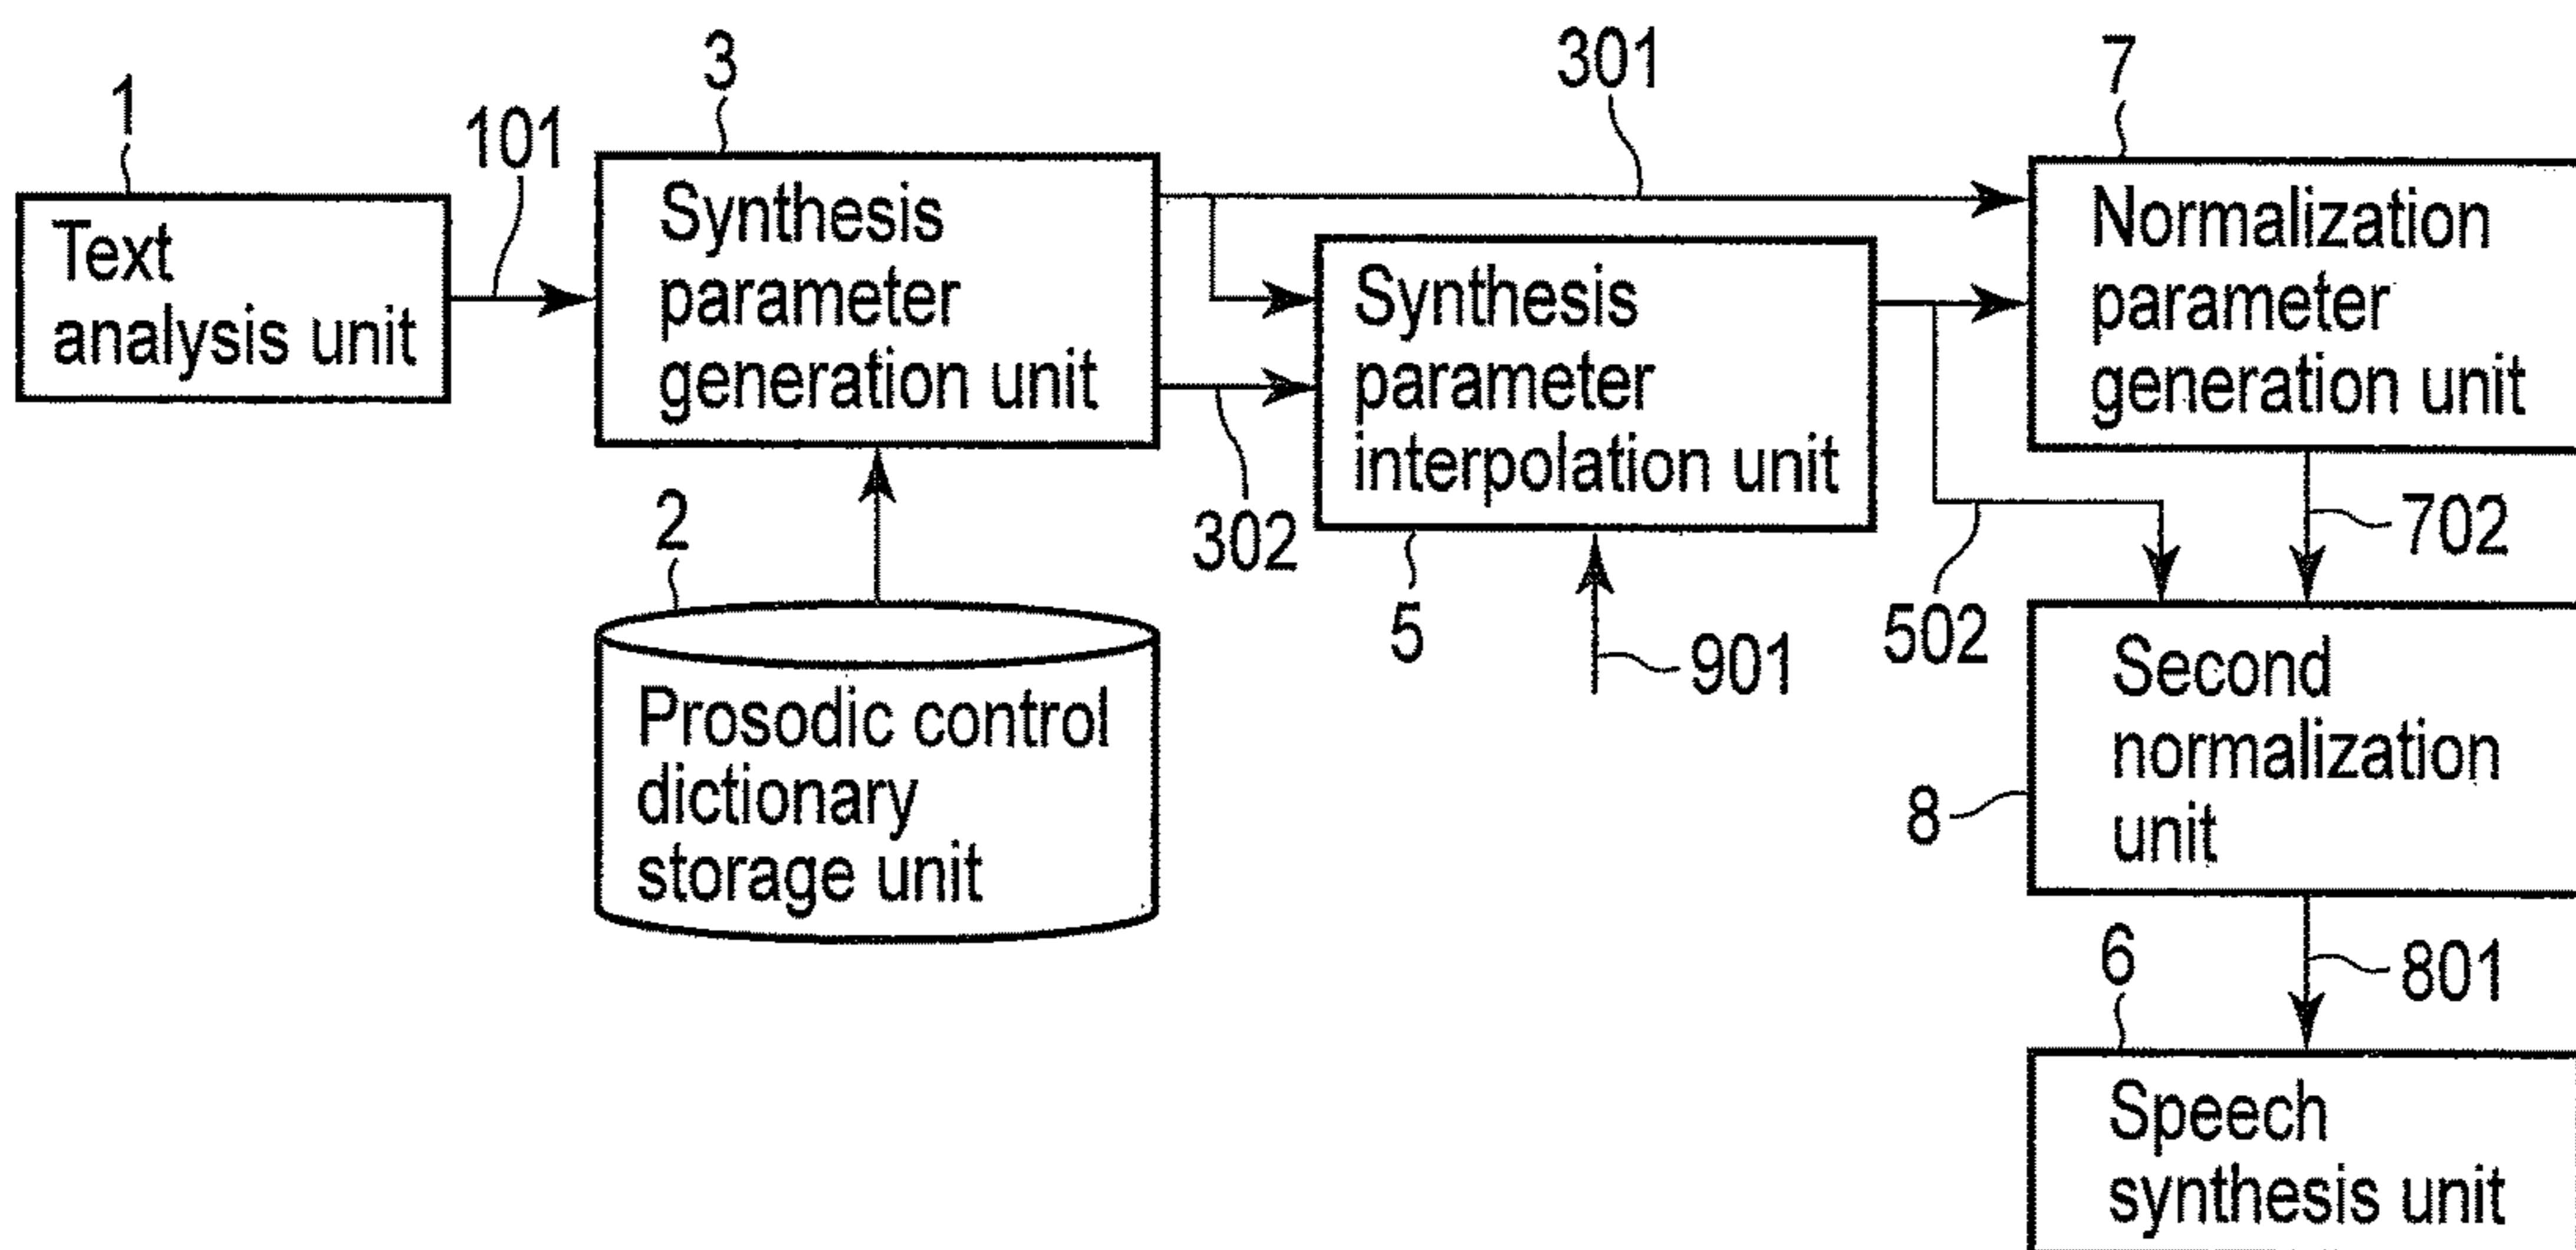 1
Text
analysis unit
101
3
Synthesis
parameter
generation unit
301
302
2
Prosodic control
dictionary
storage unit
Synthesis
parameter
interpolation unit
5
901
7
Normalization
parameter
generation unit
502
702
8
Second
normalization
unit
801
6
Speech
synthesis unit